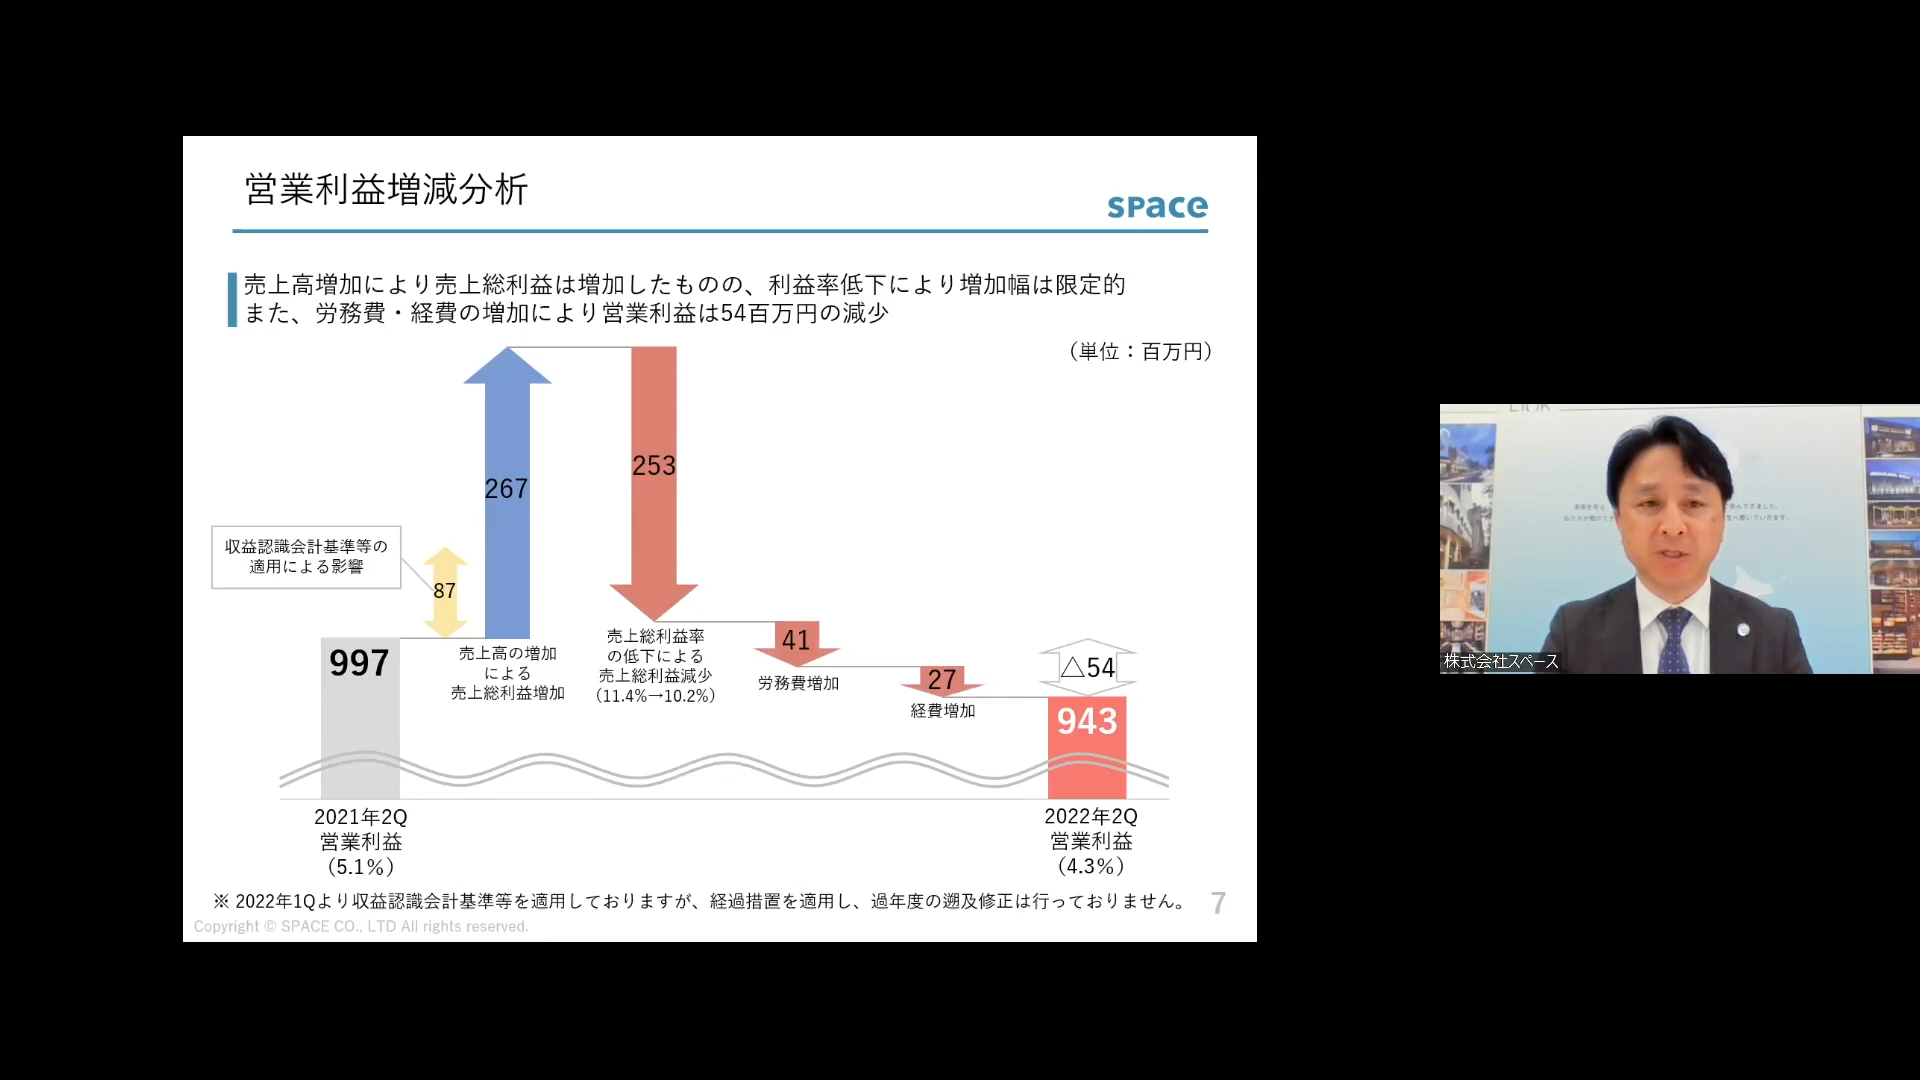 営業利益増減分析
space
売上高増加により売上総利益は増加したものの、利益率低下により増加幅は限定的
また、労務費・経費の増加により営業利益は54百万円の減少
（単位：百万円）
267
253
収益認識会計基準等の
適用による影響
87
997
売上高の増加
による
売上総利益増加
売上総利益率
の低下による
売上総利益減少
（11.4%→10.2%）
41
労務費増加
27
経費増加
△54
943
2021年2Q
営業利益
（5.1%）
2022年2Q
営業利益
（4.3%）
※ 2022年1Qより収益認識会計基準等を適用しておりますが、経過措置を適用し、過年度の遡及修正は行っておりません。
7
Copyright © SPACE CO., LTD All rights reserved.
株式会社スペース